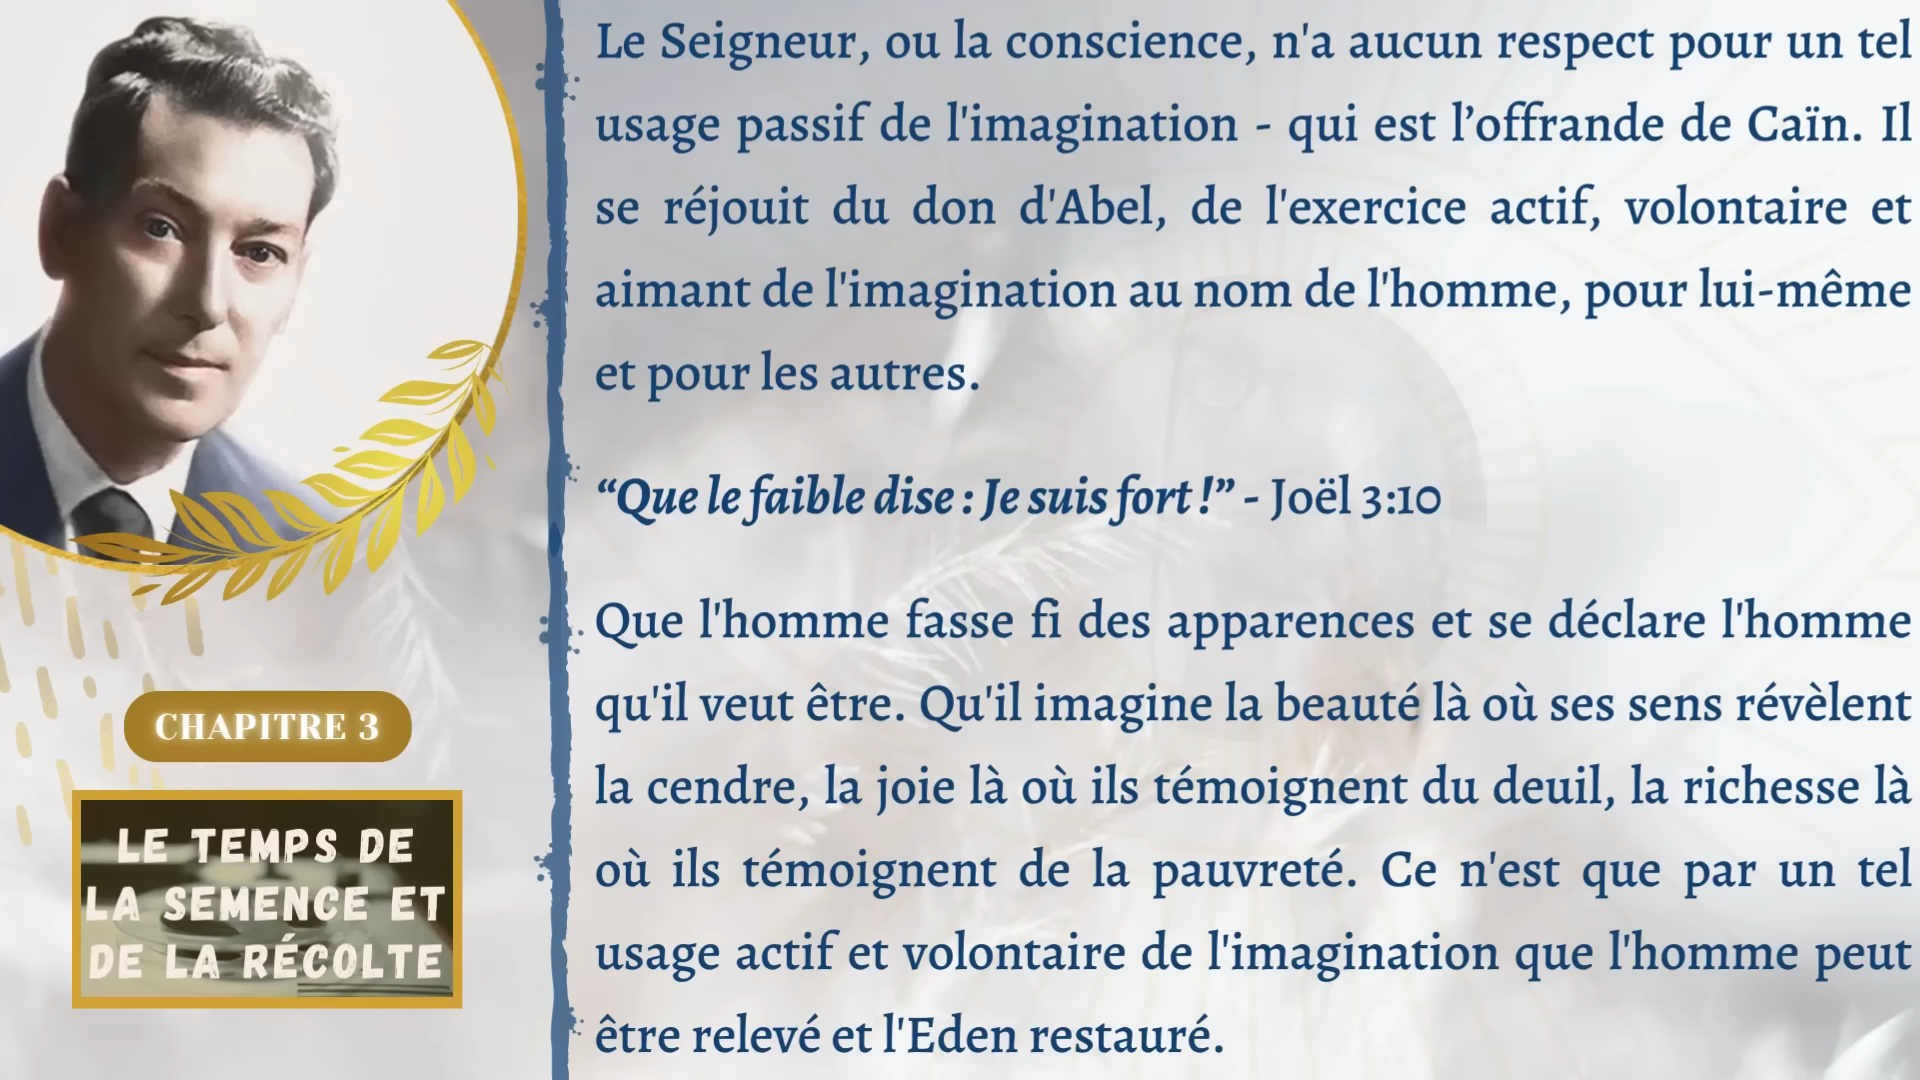 Le Seigneur, ou la conscience, n'a aucun respect pour un tel
usage passif de l'imagination - qui est l’offrande de Caïn. Il
se réjouit du don d'Abel, de l'exercice actif, volontaire et
aimant de l'imagination au nom de l'homme, pour lui-même
et pour les autres.
“Que le faible dise : Je suis fort !” - Joël 3:10
Que l'homme fasse fi des apparences et se déclare l'homme
qu'il veut être. Qu'il imagine la beauté là où ses sens révèlent
la cendre, la joie là où ils témoignent du deuil, la richesse là
où ils témoignent de la pauvreté. Ce n'est que par un tel
usage actif et volontaire de l'imagination que l'homme peut
être relevé et l'Eden restauré.
CHAPITRE 3
LE TEMPS DE
LA SEMENCE ET
DE LA RÉCOLTE